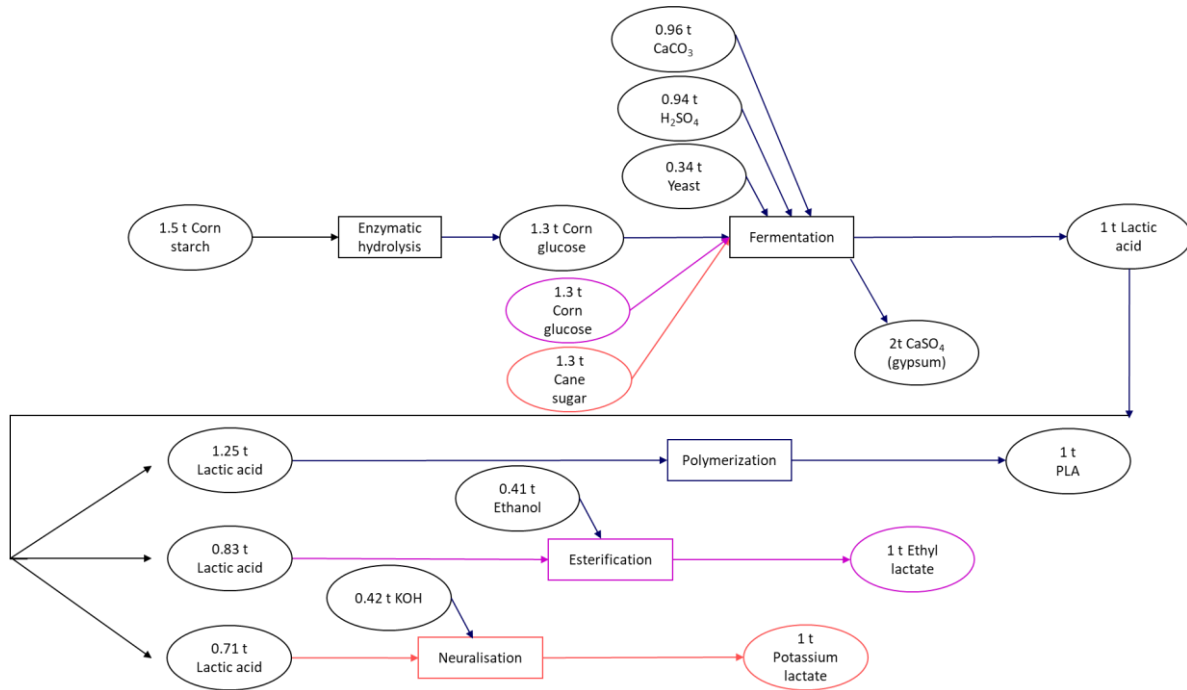 0.96 t
CaCO₃
0.94 t
H₂SO₄
0.34 t
Yeast
1.5 t Corn
starch
Enzymatic
hydrolysis
1.3 t Corn
glucose
Fermentation
1 t Lactic
acid
1.3 t
Corn
glucose
2t CaSO₄
(gypsum)
1.3 t
Cane
sugar
1.25 t
Lactic acid
Polymerization
1 t
PLA
0.41 t
Ethanol
0.83 t
Lactic acid
Esterification
1 t Ethyl
lactate
0.42 t KOH
0.71 t
Lactic acid
Neuralisation
1 t
Potassium
lactate